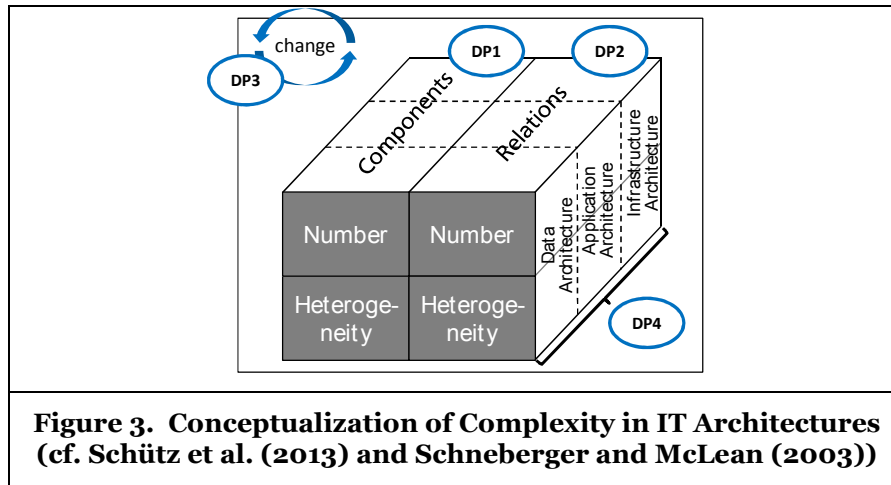 change
DP1
DP2
DP3
Components
Relations
Number
Number
Heteroge-
neity
Heteroge-
neity
Data
Architecture
Application
Architecture
Infrastructure
Architecture
DP4
Figure 3. Conceptualization of Complexity in IT Architectures
(cf. Schütz et al. (2013) and Schneberger and McLean (2003))